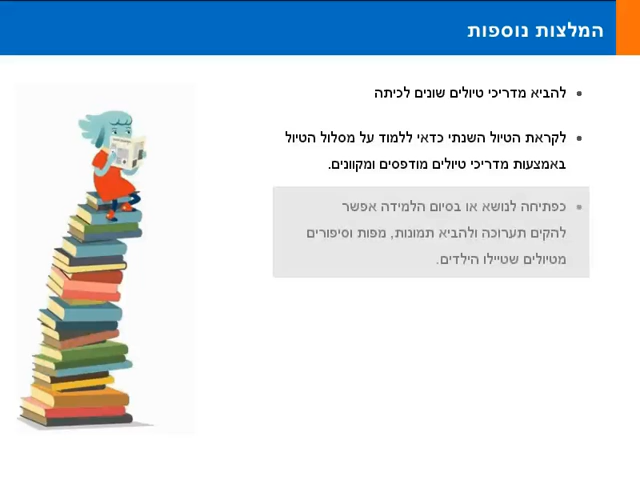 המלצות נוספות
להביא מדריכי טיולים שונים לכיתה
לקראת הטיול השנתי כדאי ללמוד על מסלול הטיול
באמצעות מדריכי טיולים מודפסים ומקוונים.
כפתיחה לנושא או בסיום הלמידה אפשר
להקים תערוכה ולהביא תמונות, מפות וסיפורים
מטיולים שטיילו הילדים.